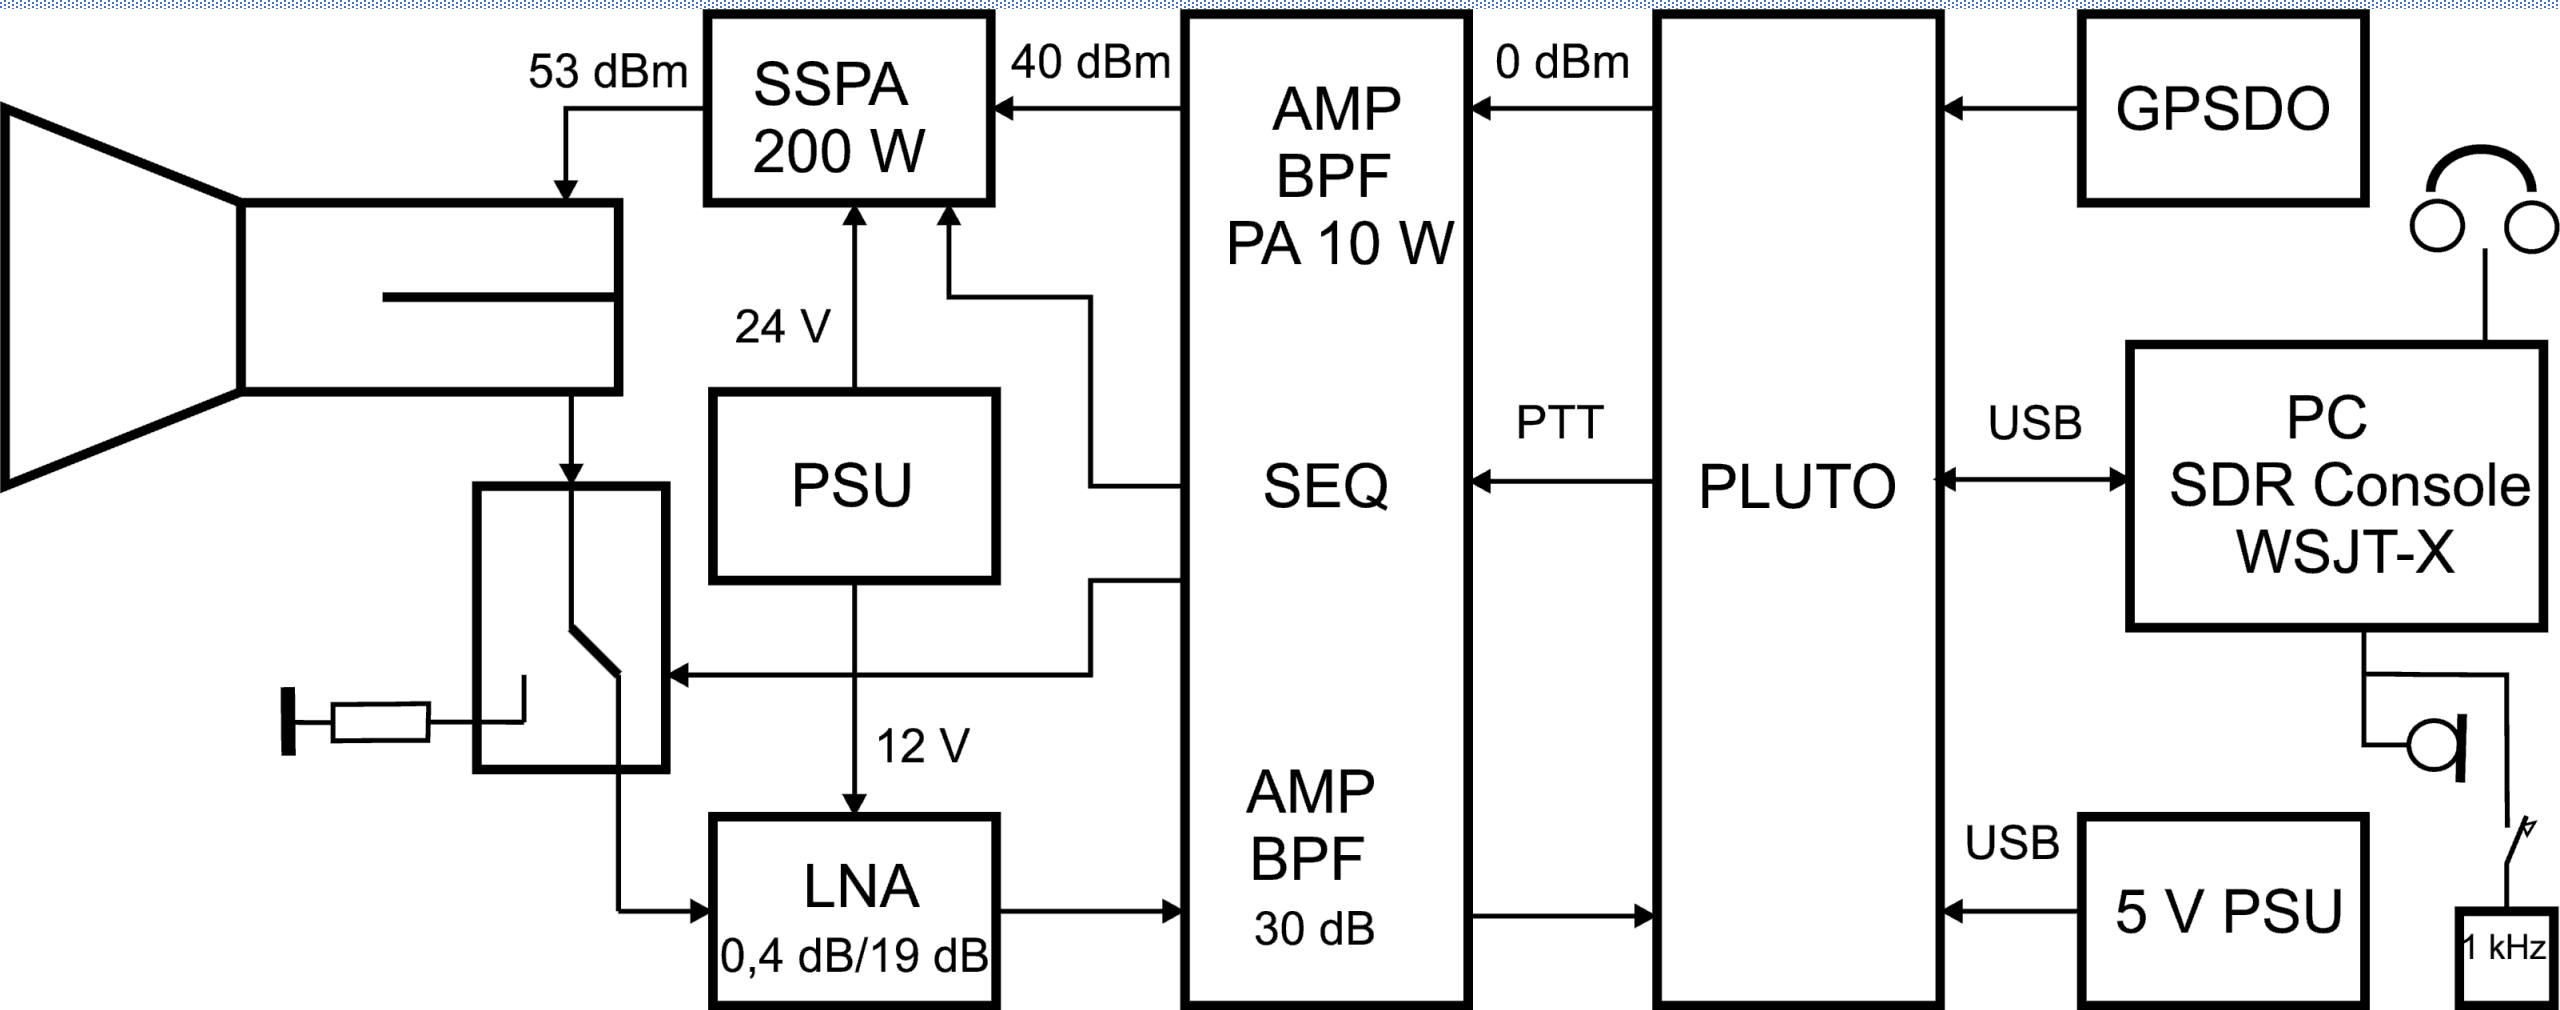 53 dBm
SSPA
200 W
40 dBm
AMP
BPF
PA 10 W
0 dBm
GPSDO
24 V
PSU
SEQ
PTT
PLUTO
USB
PC
SDR Console
WSJT-X
12 V
LNA
0,4 dB/19 dB
AMP
BPF
30 dB
USB
5 V PSU
1 kHz